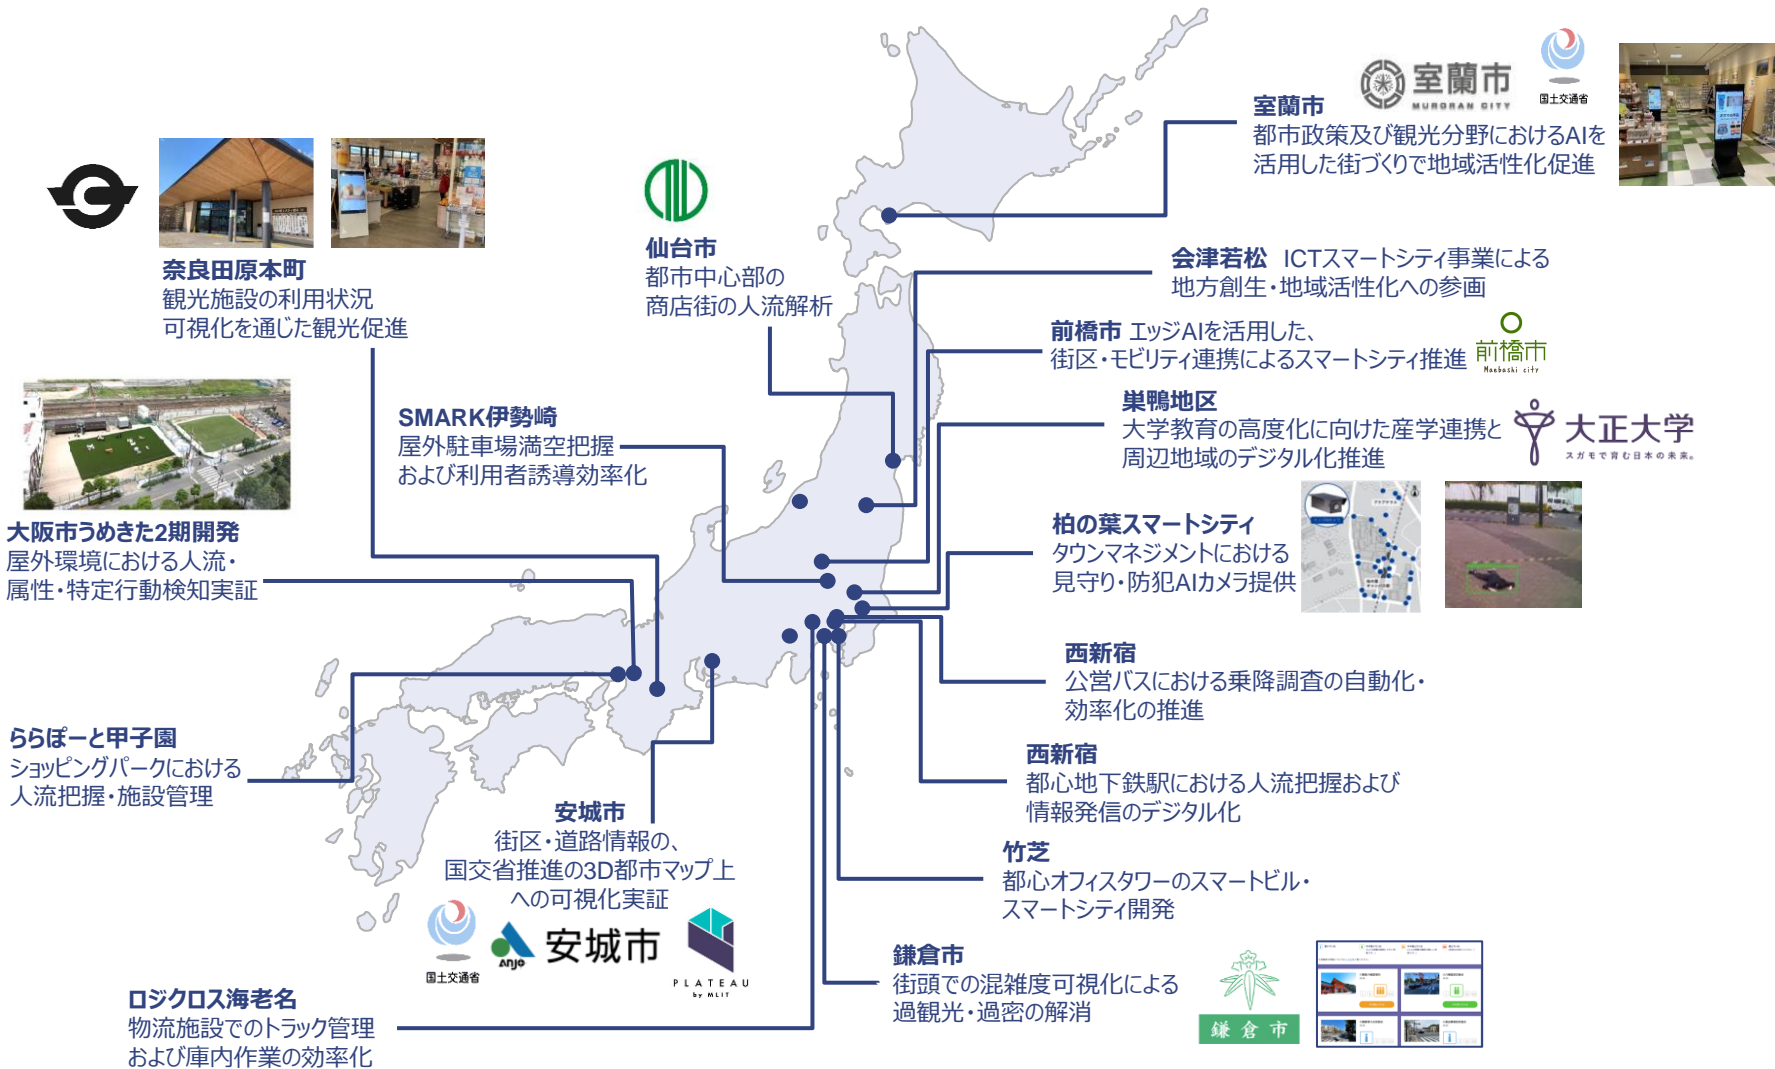 室蘭市
MURORAN CITY
国土交通省
室蘭市
都市政策及び観光分野におけるAIを
活用した街づくりで地域活性化促進
奈良田原本町
観光施設の利用状況
可視化を通じた観光促進
仙台市
都市中心部の
商店街の人流解析
会津若松 ICTスマートシティ事業による
地方創生・地域活性化への参画
前橋市 エッジAIを活用した、
街区・モビリティ連携によるスマートシティ推進
前橋市
Maebashi city
SMARK伊勢崎
屋外駐車場満空把握
および利用者誘導効率化
巣鴨地区
大学教育の高度化に向けた産学連携と
周辺地域のデジタル化推進
大正大学
スガモで育む日本の未来。
大阪市うめきた2期開発
屋外環境における人流・
属性・特定行動検知実証
柏の葉スマートシティ
タウンマネジメントにおける
見守り・防犯AIカメラ提供
西新宿
公営バスにおける乗降調査の自動化・
効率化の推進
ららぽーと甲子園
ショッピングパークにおける
人流把握・施設管理
西新宿
都心地下鉄駅における人流把握および
情報発信のデジタル化
安城市
街区・道路情報の、
国交省推進の3D都市マップ上
への可視化実証
国土交通省
ANJO
安城市
PLATEAU
by MLIT
竹芝
都心オフィスタワーのスマートビル・
スマートシティ開発
鎌倉市
街頭での混雑度可視化による
過観光・過密の解消
鎌倉市
ロジクロス海老名
物流施設でのトラック管理
および庫内作業の効率化